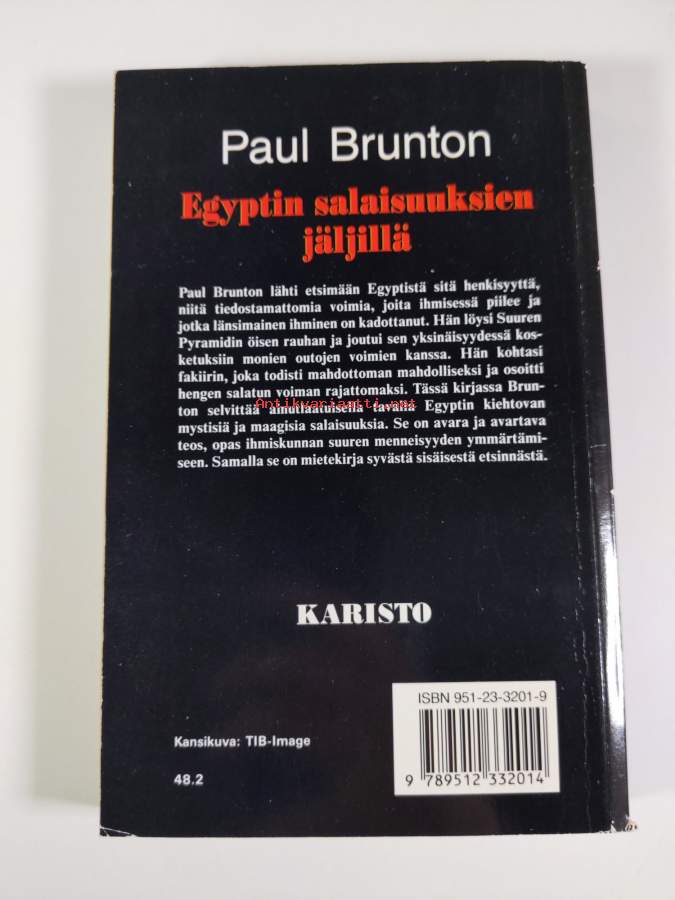 Paul Brunton
Egyptin salaisuuksien
jäljillä
Paul Brunton lähti etsimään Egyptistä sitä henkisyyttä,
niitä tiedostamattomia voimia, joita ihmisessä piilee ja
jotka länsimainen ihminen on kadottanut. Hän löysi Suuren
Pyramidin öisen rauhan ja joutui sen yksinäisyydessä kos-
ketuksiin monien outojen voimien kanssa. Hän kohtasi
fakiirin, joka todisti mahdottoman mahdolliseksi ja osoitti
hengen salatun voiman rajattomaksi. Tässä kirjassa Brun-
ton selvittää ainutlaatuisella tavalla Egyptin kiehtovan
Antikvariaatti.net
mystisiä ja maagisia salaisuuksia. Se on avara ja avartava
teos, opas ihmiskunnan suuren menneisyyden ymmärtämi-
seen. Samalla se on mietekirja syvästä sisäisestä etsinnästä.
KARISTO
ISBN 951-23-3201-9
Kansikuva: TIB-Image
48.2
9 789512 332014